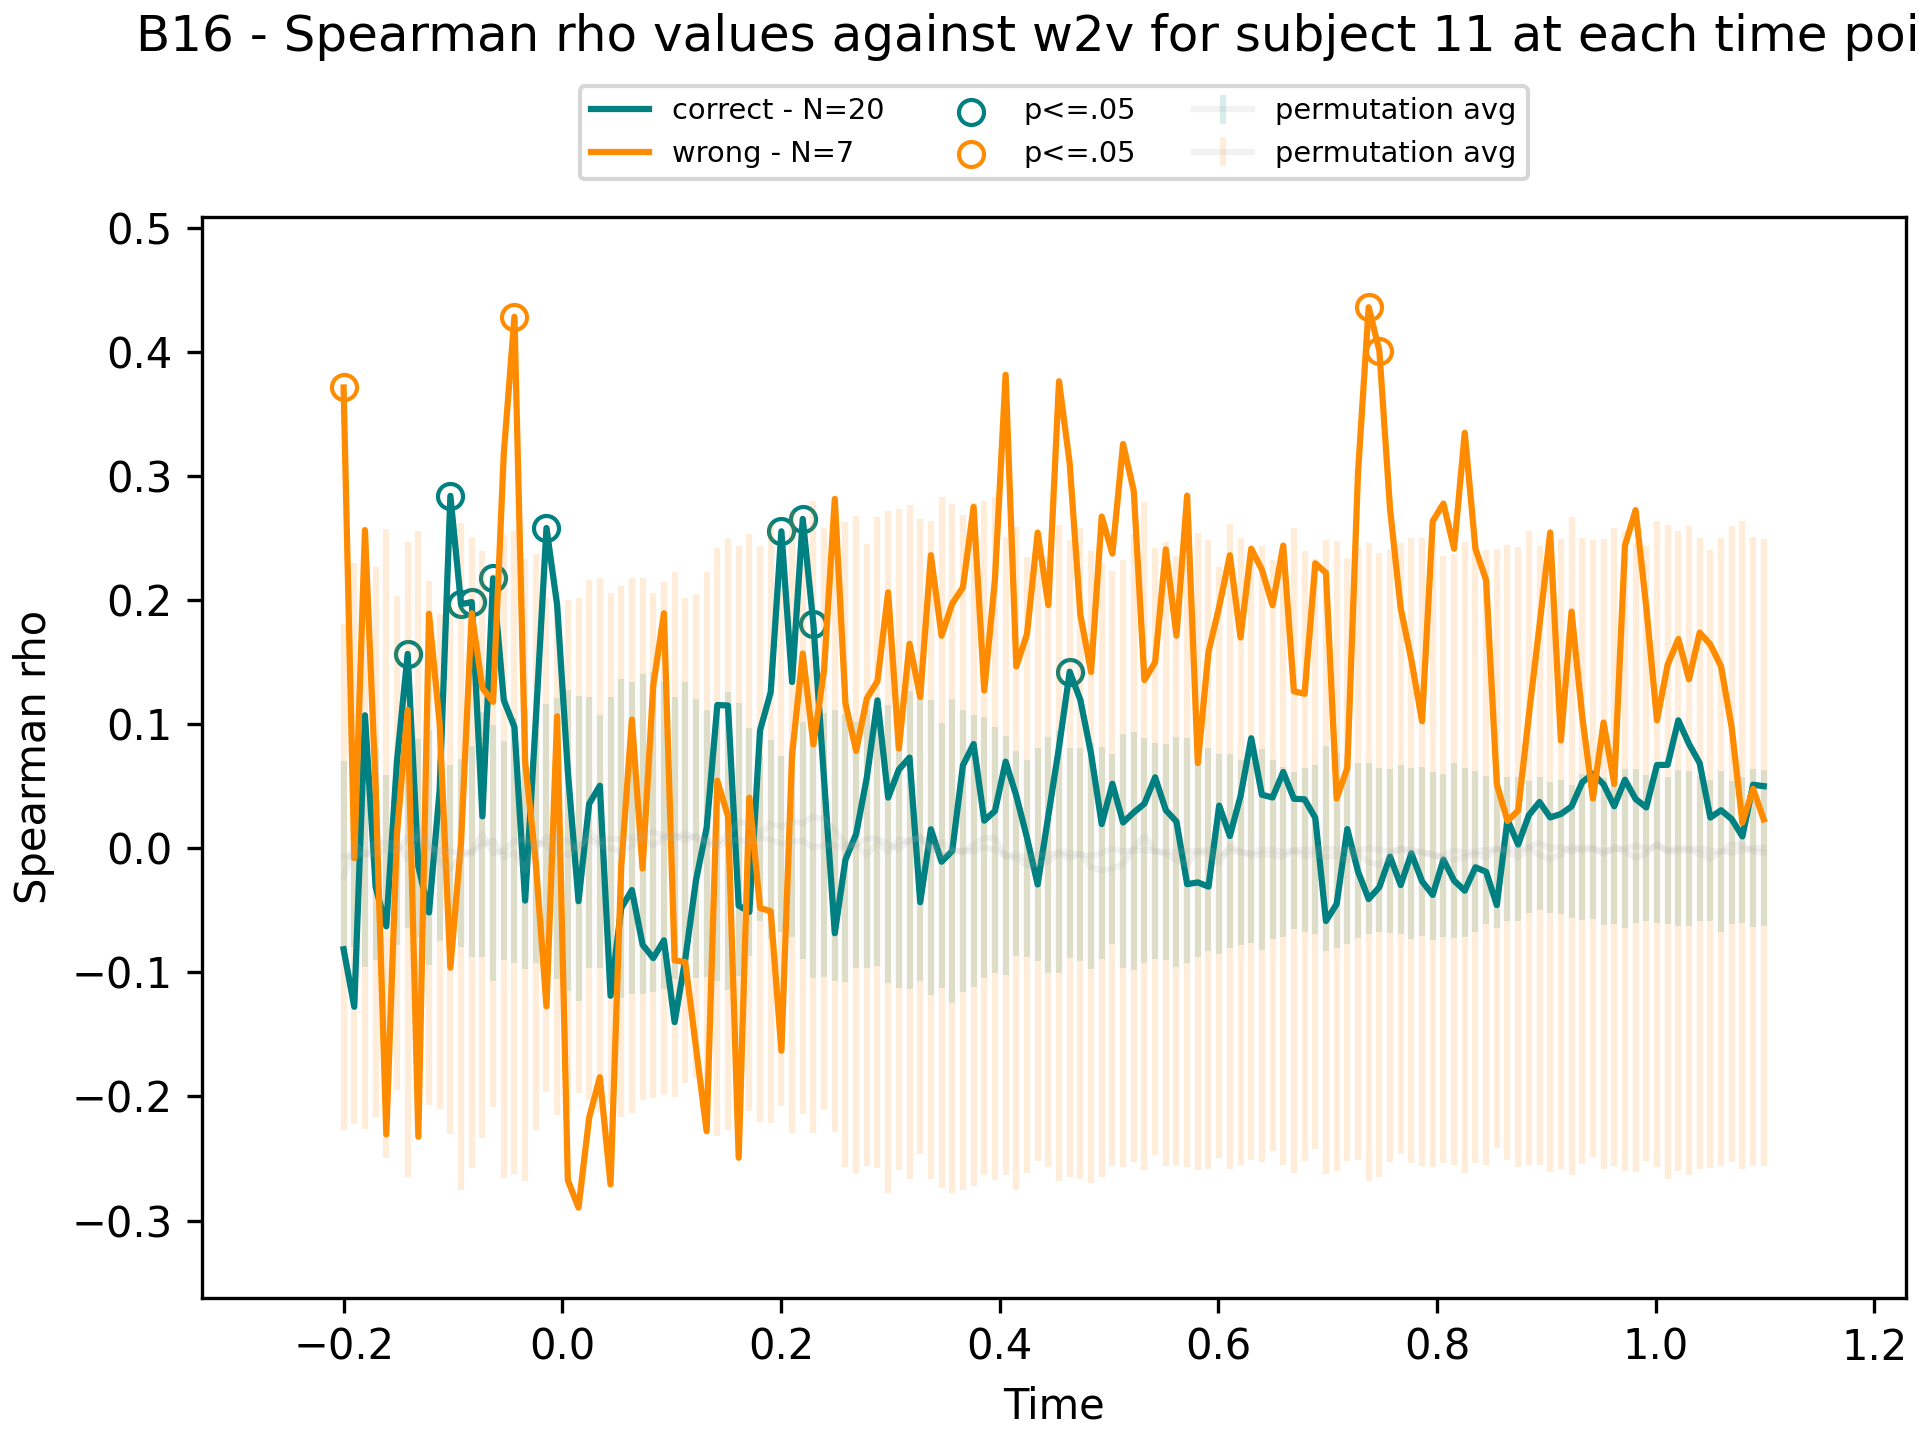 B16 - Spearman rho values against w2v for subject 11 at each time poi
correct - N=20
wrong - N=7
p<=.05
p<=.05
permutation avg
permutation avg
0.5
0.4
0.3
0.2
0.1
0.0
−0.1
−0.2
−0.3
Spearman rho
−0.2 0.0 0.2 0.4 0.6 0.8 1.0 1.2
Time